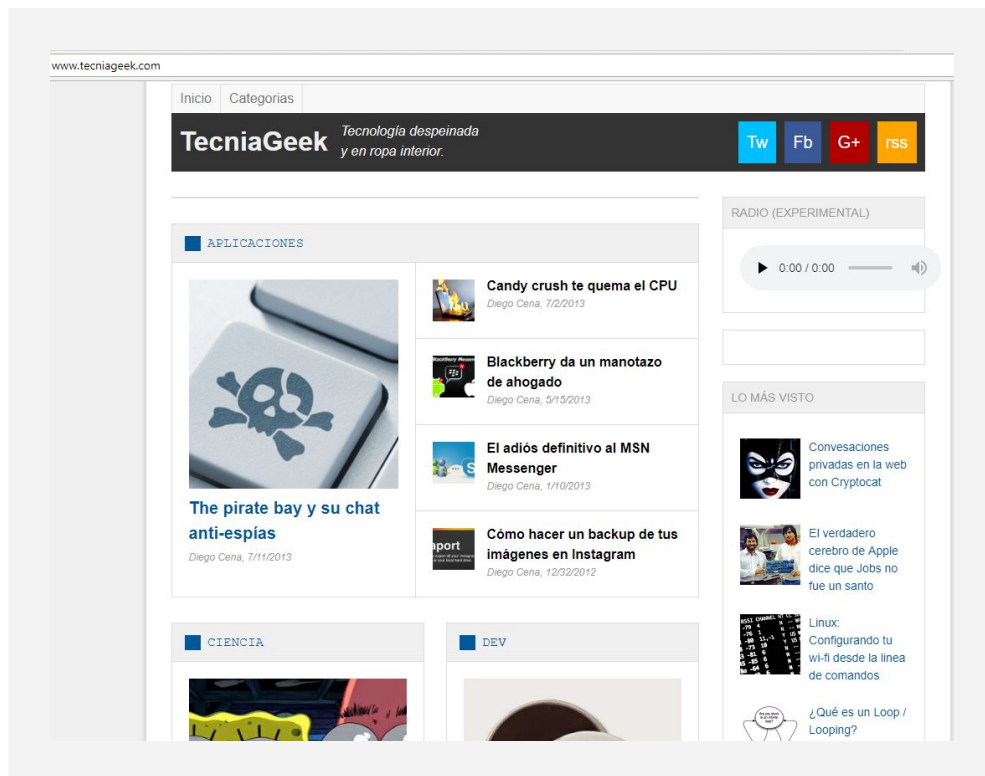 www.tecniageek.com
Inicio
Categorias
TecniaGeek
Tecnología despeinada
y en ropa interior.
Tw
Fb
G+
rss
APLICACIONES
The pirate bay y su chat
anti-espías
Diego Cena, 7/11/2013
Candy crush te quema el CPU
Diego Cena, 7/2/2013
Blackberry da un manotazo
de ahogado
Diego Cena, 5/15/2013
El adiós definitivo al MSN
Messenger
Diego Cena, 1/10/2013
aport
Cómo hacer un backup de tus
imágenes en Instagram
Diego Cena, 12/32/2012
CIENCIA
DEV
RADIO (EXPERIMENTAL)
0:00 / 0:00
LO MÁS VISTO
Convesaciones
privadas en la web
con Cryptocat
El verdadero
cerebro de Apple
dice que Jobs no
fue un santo
Linux:
Configurando tu
wi-fi desde la linea
de comandos
¿Qué es un Loop /
Looping?